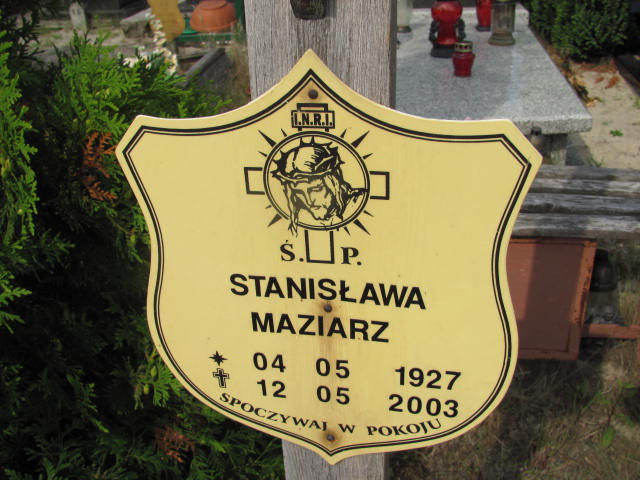 I.N.R.I.
Ś. P.
STANISŁAWA
MAZIARZ
04 05 1927
12 05 2003
SPOCZYWAJ W POKOJU